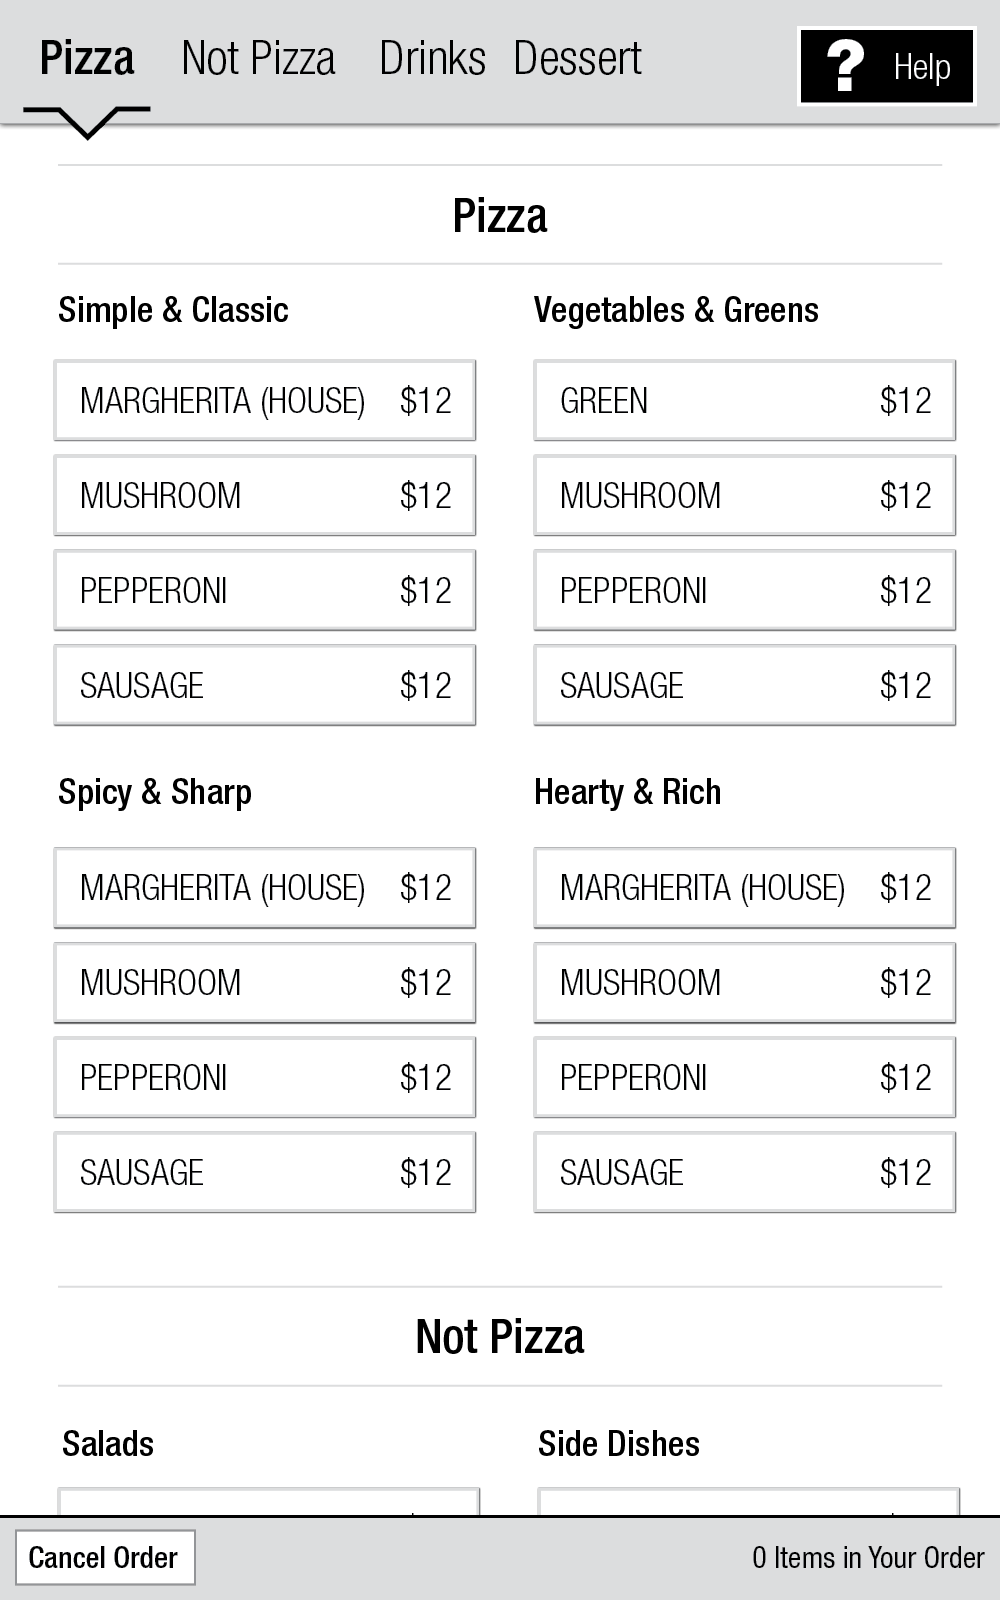 Pizza Not Pizza Drinks Dessert ? Help
Pizza
Simple & Classic
MARGHERITA (HOUSE) $12
MUSHROOM $12
PEPPERONI $12
SAUSAGE $12
Vegetables & Greens
GREEN $12
MUSHROOM $12
PEPPERONI $12
SAUSAGE $12
Spicy & Sharp
MARGHERITA (HOUSE) $12
MUSHROOM $12
PEPPERONI $12
SAUSAGE $12
Hearty & Rich
MARGHERITA (HOUSE) $12
MUSHROOM $12
PEPPERONI $12
SAUSAGE $12
Not Pizza
Salads
Side Dishes
Cancel Order
0 Items in Your Order